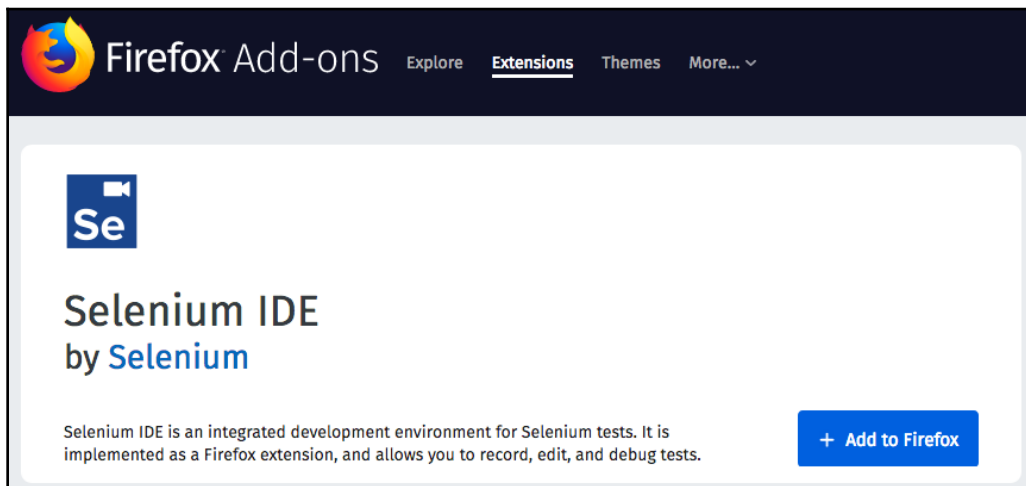 Firefox Add-ons Explore Extensions Themes More...
Se
Selenium IDE
by Selenium
Selenium IDE is an integrated development environment for Selenium tests. It is
implemented as a Firefox extension, and allows you to record, edit, and debug tests.
+ Add to Firefox